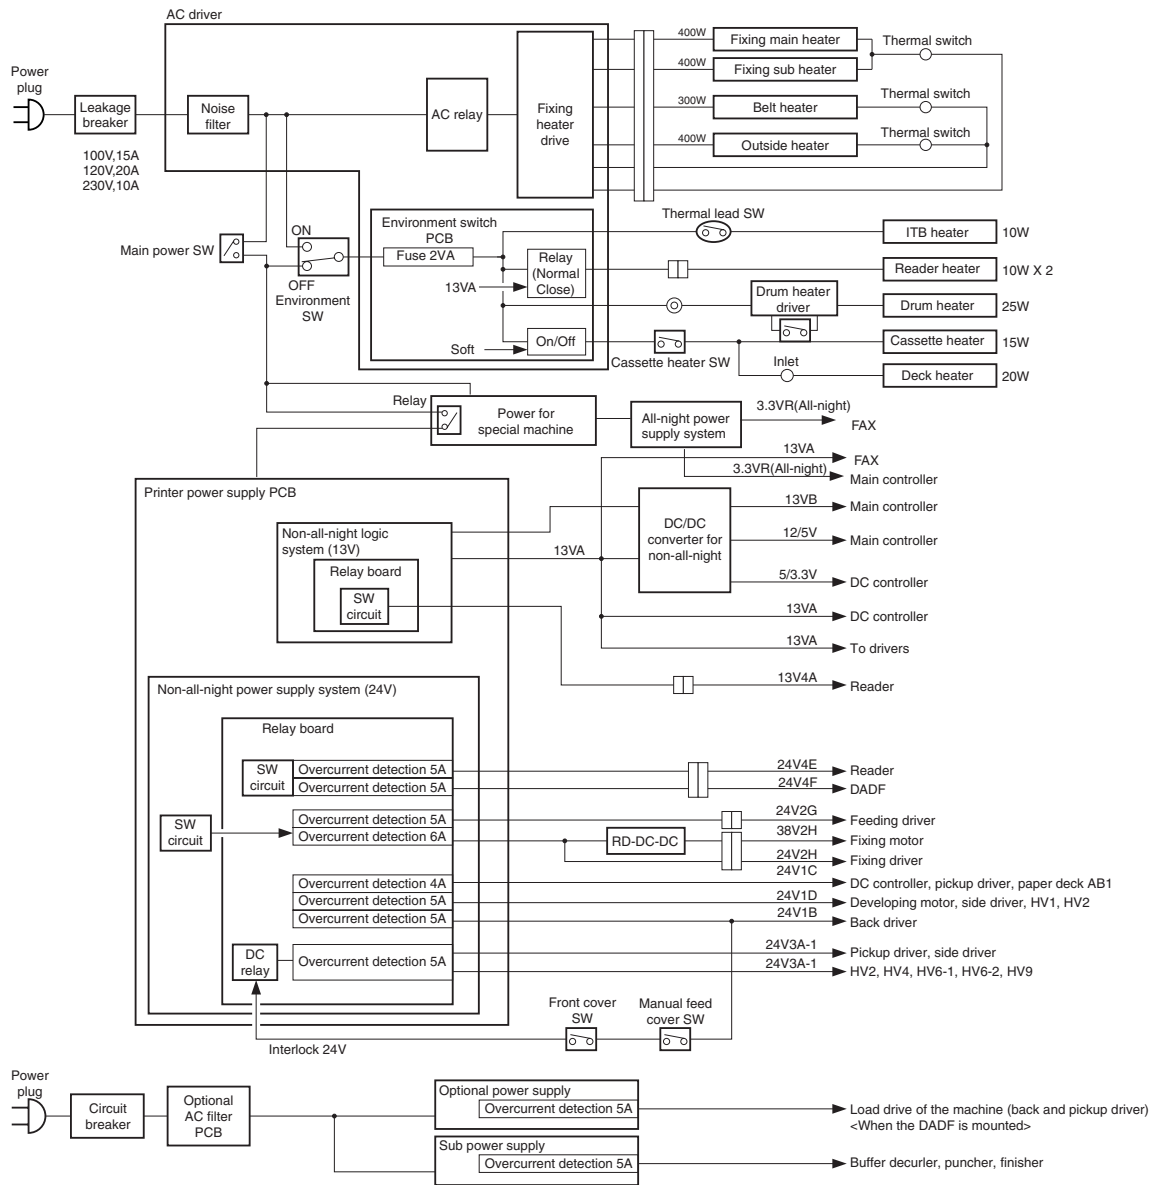 AC driver
Power
plug
Leakage
breaker
100V,15A
120V,20A
230V,10A
Noise
filter
AC relay
Fixing
heater
drive
400W
Fixing main heater
Thermal switch
400W
Fixing sub heater
300W
Belt heater
Thermal switch
400W
Outside heater
Thermal switch
Main power SW
ON
OFF
Environment
SW
Environment switch
PCB
Fuse 2VA
13VA
Relay
(Normal
Close)
Soft
On/Off
Thermal lead SW
ITB heater
10W
Reader heater
10W X 2
Drum heater
driver
Drum heater
25W
Cassette heater SW
Cassette heater
15W
Inlet
Deck heater
20W
Relay
Power for
special machine
All-night power
supply system
3.3VR(All-night)
FAX
13VA
FAX
3.3VR(All-night)
Main controller
Printer power supply PCB
Non-all-night logic
system (13V)
Relay board
SW
circuit
13VA
DC/DC
converter for
non-all-night
13VB
Main controller
12/5V
Main controller
5/3.3V
DC controller
13VA
DC controller
13VA
To drivers
13V4A
Reader
Non-all-night power supply system (24V)
Relay board
SW
circuit
Overcurrent detection 5A
Overcurrent detection 5A
24V4E
Reader
24V4F
DADF
SW
circuit
Overcurrent detection 5A
Overcurrent detection 6A
24V2G
Feeding driver
RD-DC-DC
38V2H
Fixing motor
24V2H
Fixing driver
Overcurrent detection 4A
Overcurrent detection 5A
Overcurrent detection 5A
24V1C
DC controller, pickup driver, paper deck AB1
24V1D
Developing motor, side driver, HV1, HV2
24V1B
Back driver
DC
relay
Overcurrent detection 5A
24V3A-1
Pickup driver, side driver
24V3A-1
HV2, HV4, HV6-1, HV6-2, HV9
Front cover
SW
Manual feed
cover SW
Interlock 24V
Power
plug
Circuit
breaker
Optional
AC filter
PCB
Optional power supply
Overcurrent detection 5A
Load drive of the machine (back and pickup driver)
<When the DADF is mounted>
Sub power supply
Overcurrent detection 5A
Buffer decurler, puncher, finisher